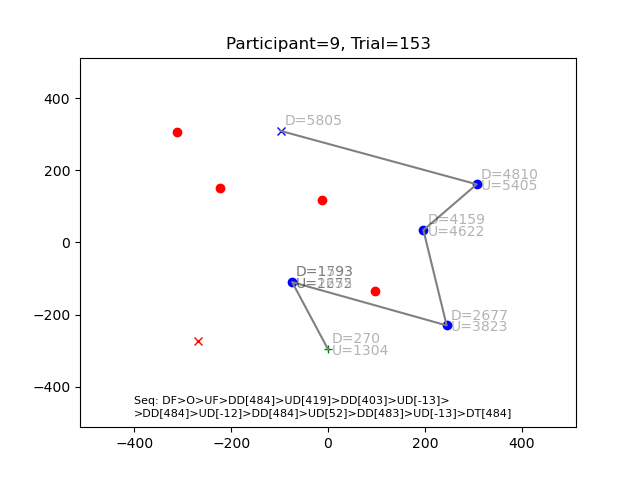 Participant=9, Trial=153
400
200
0
−200
−400
D=5805
D=4810
U=5405
D=4159
U=4622
D=2677
U=3823
D=270
U=1304
Seq: DF>O>UF>DD[484]>UD[419]>DD[403]>UD[-13]>
>DD[484]>UD[-12]>DD[484]>UD[52]>DD[483]>UD[-13]>DT[484]
−400
−200
0
200
400